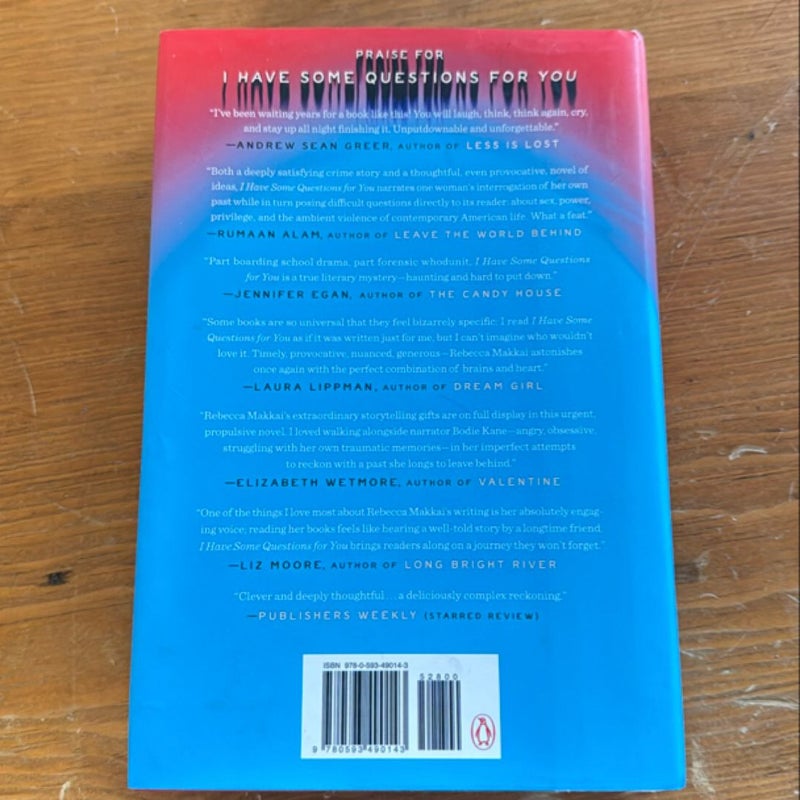 PRAISE FOR
I HAVE SOME QUESTIONS FOR YOU
"I've been waiting years for a book like this! You will laugh, think, think again, cry,
and stay up all night finishing it. Unputdownable and unforgettable."
—ANDREW SEAN GREER, AUTHOR OF LESS IS LOST
"Both a deeply satisfying crime story and a thoughtful, even provocative, novel of
ideas, I Have Some Questions for You narrates one woman's interrogation of her own
past while in turn posing difficult questions directly to its reader: about sex, power,
privilege, and the ambient violence of contemporary American life. What a feat."
—RUMAAN ALAM, AUTHOR OF LEAVE THE WORLD BEHIND
"Part boarding school drama, part forensic whodunit, I Have Some Questions
for You is a true literary mystery—haunting and hard to put down."
—JENNIFER EGAN, AUTHOR OF THE CANDY HOUSE
"Some books are so universal that they feel bizarrely specific: I read I Have Some
Questions for You as if it was written just for me, but I can't imagine who wouldn't
love it. Timely, provocative, nuanced, generous—Rebecca Makkai astonishes
once again with the perfect combination of brains and heart."
—LAURA LIPPMAN, AUTHOR OF DREAM GIRL
"Rebecca Makkai's extraordinary storytelling gifts are on full display in this urgent,
propulsive novel. I loved walking alongside narrator Bodie Kane—angry, obsessive,
struggling with her own traumatic memories—in her imperfect attempts
to reckon with a past she longs to leave behind."
—ELIZABETH WETMORE, AUTHOR OF VALENTINE
"One of the things I love most about Rebecca Makkai's writing is her absolutely engag-
ing voice; reading her books feels like hearing a well-told story by a longtime friend.
I Have Some Questions for You brings readers along on a journey they won't forget."
—LIZ MOORE, AUTHOR OF LONG BRIGHT RIVER
"Clever and deeply thoughtful . . . a deliciously complex reckoning."
—PUBLISHERS WEEKLY (STARRED REVIEW)
ISBN 978-0-593-49014-3
52800
9 780593 490143